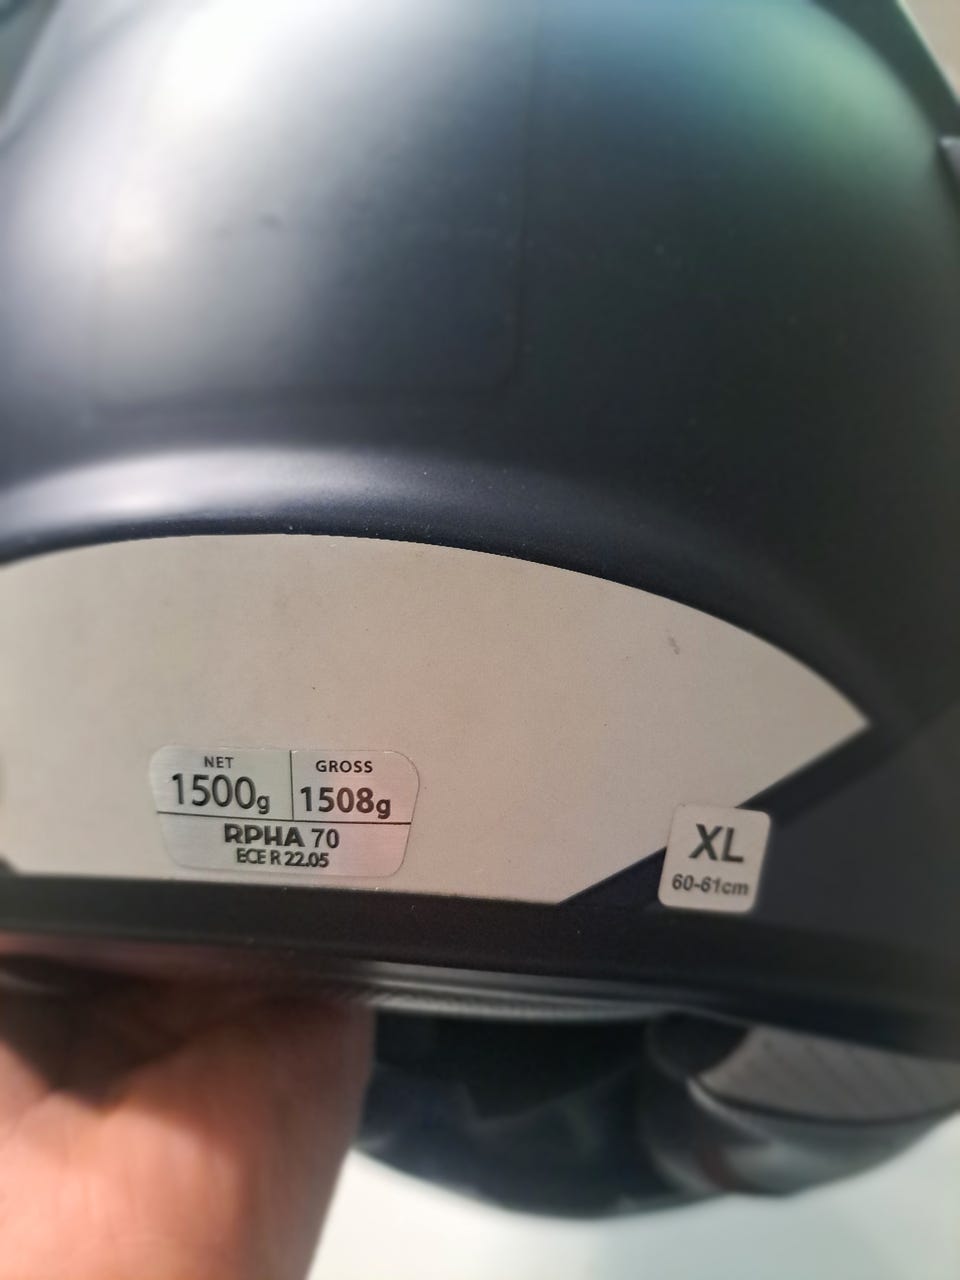 NET
1500g
GROSS
1508g
RPHA 70
ECE R 22.05
XL
60-61cm